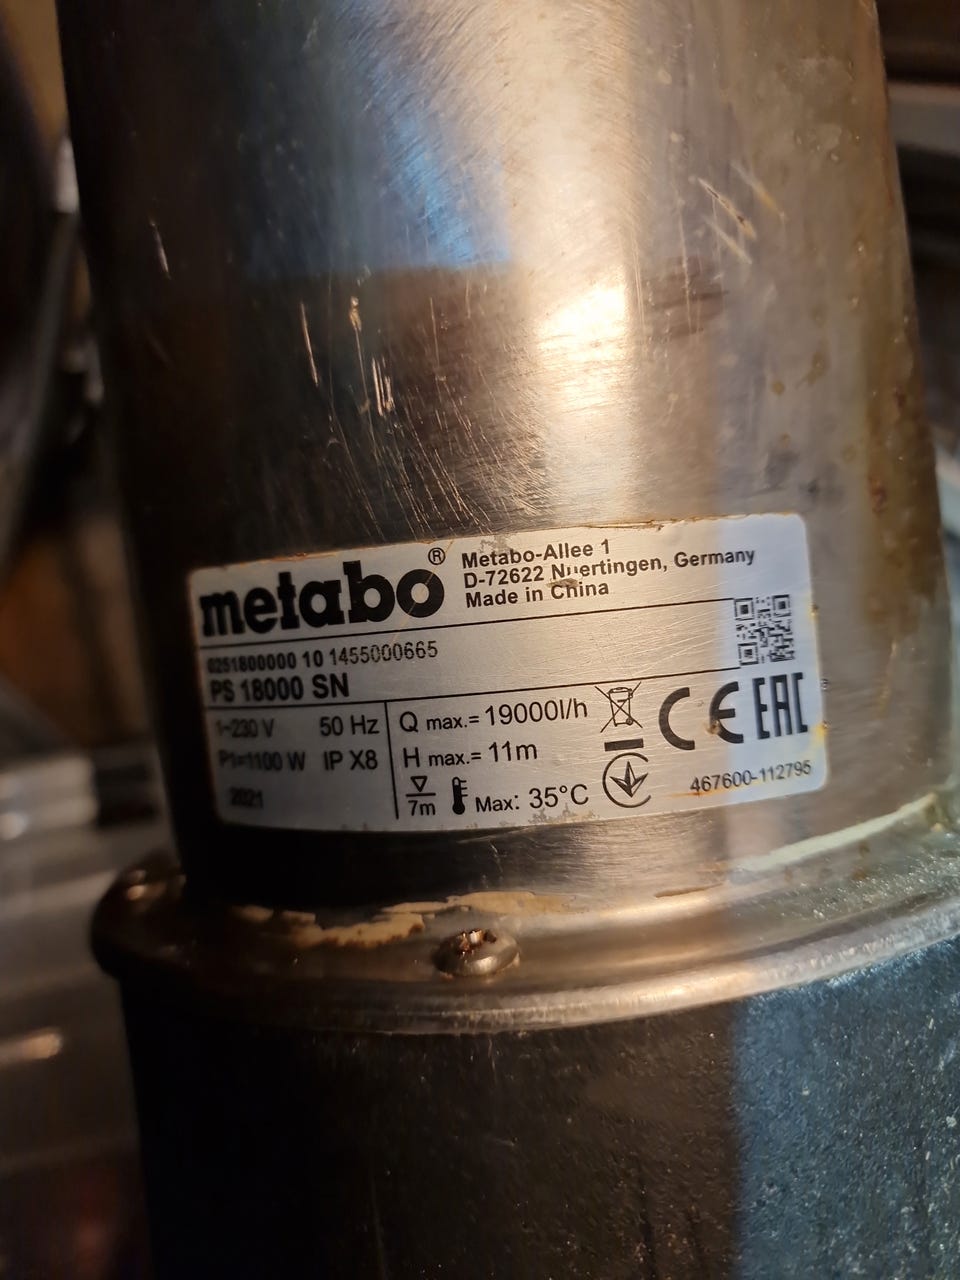 metabo®
Metabo-Allee 1
D-72622 Nuertingen, Germany
Made in China
0251800000 10 1455000665
PS 18000 SN
1~230 V 50 Hz
P1=1100 W IP X8
2021
Q max.= 19000l/h
H max.= 11m
7m Max: 35°C
CE EAC
467600-112795